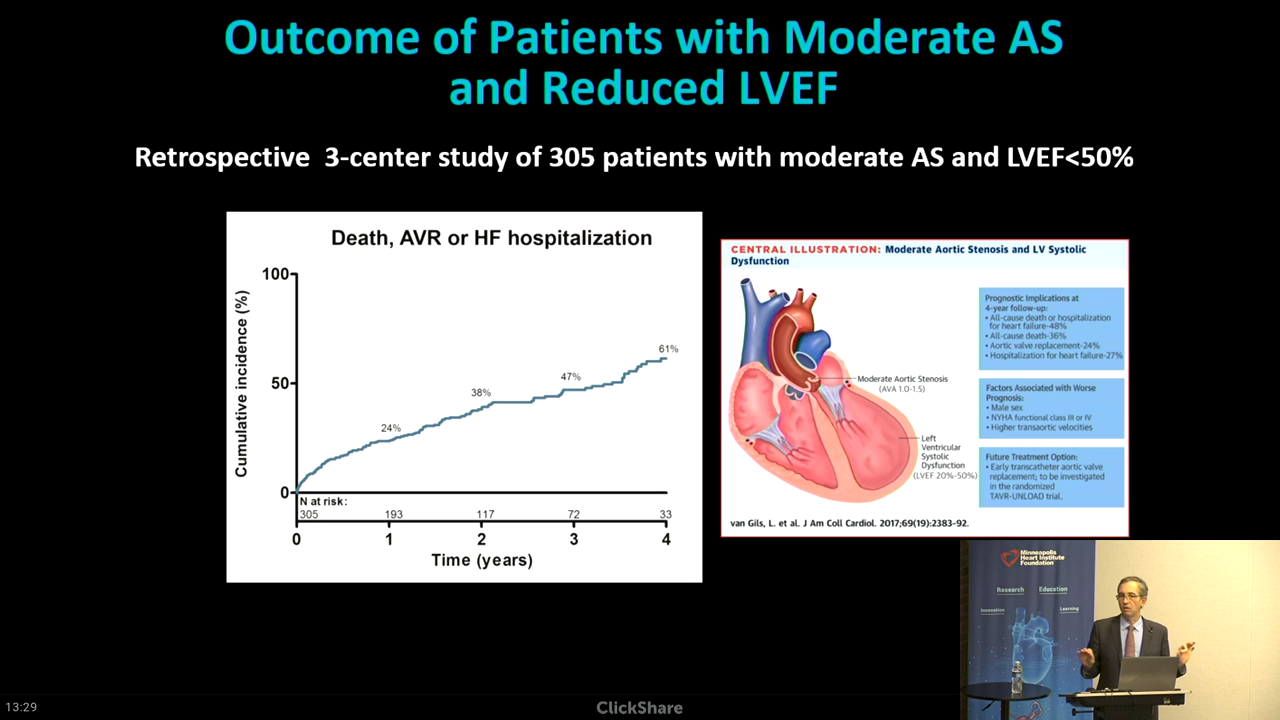 Outcome of Patients with Moderate AS
and Reduced LVEF
Retrospective 3-center study of 305 patients with moderate AS and LVEF<50%
Death, AVR or HF hospitalization
Cumulative incidence (%)
100
50
0
24%
38%
47%
61%
N at risk:
305 193 117 72 33
0 1 2 3 4
Time (years)
CENTRAL ILLUSTRATION: Moderate Aortic Stenosis and LV Systolic
Dysfunction
Moderate Aortic Stenosis
(AVA 1.0-1.5)
Left
Ventricular
Systolic
Dysfunction
(LVEF 20%-50%)
Prognostic Implications at
4-year follow-up:
• All-cause death or hospitalization
for heart failure-48%
• All-cause death-36%
• Aortic valve replacement-24%
• Hospitalization for heart failure-27%
Factors Associated with Worse
Prognosis:
• Male sex
• NYHA functional class III or IV
• Higher transaortic velocities
Future Treatment Option:
• Early transcatheter aortic valve
replacement; to be investigated
in the randomized
TAVR-UNLOAD trial.
van Gils, L. et al. J Am Coll Cardiol. 2017;69(19):2383-92.
Minneapolis
Heart Institute
Foundation
Research Education
Innovation Learning
13:29
ClickShare